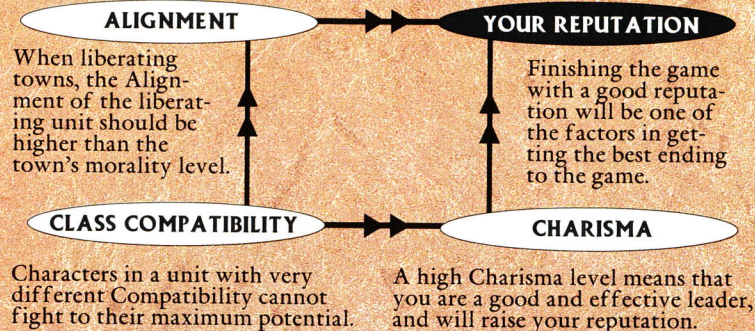 ALIGNMENT
YOUR REPUTATION
When liberating
towns, the Align-
ment of the liberat-
ing unit should be
higher than the
town's morality level.
Finishing the game
with a good reputa-
tion will be one of
the factors in get-
ting the best ending
to the game.
CLASS COMPATIBILITY
CHARISMA
Characters in a unit with very
different Compatibility cannot
fight to their maximum potential.
A high Charisma level means that
you are a good and effective leader,
and will raise your reputation.